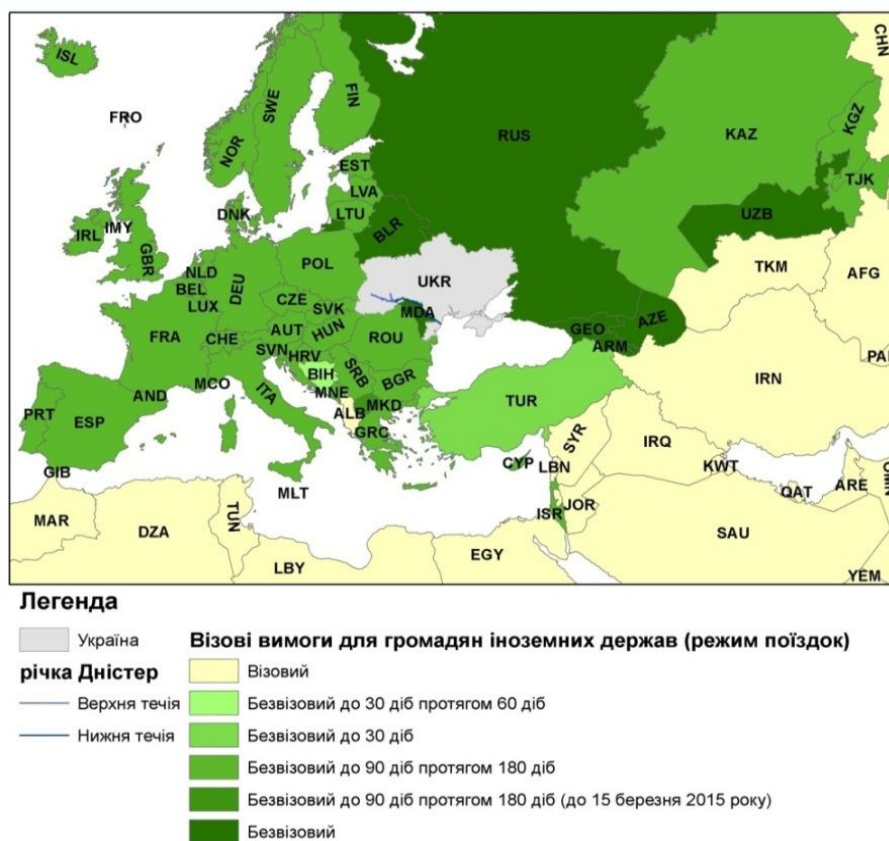 CHN
ISL
FIN
SWE
FRO
NOR
RUS
KAZ
KGZ
EST
TJK
LVA
DNK
LTU
UZB
IMY
IRL
BLR
GBR
NLD
POL
TKM
AFG
BEL
DEU
UKR
LUX
CZE
SVK
MDA
AZE
FRA
AUT
HUN
CHE
ROU
GEO
ARM
SVN
HRV
BIH
SRB
BGR
MCO
IRN
AND
MNE
ITA
PRT
ESP
ALB
MKD
TUR
GRC
SYR
IRQ
CYP
LBN
KWT
GIB
MLT
QAT
ARE
MAR
TUN
ISR
JOR
DZA
SAU
LBY
EGY
YEM
Легенда
Україна
річка Дністер
Верхня течія
Нижня течія
Візові вимоги для громадян іноземних держав (режим поїздок)
Візовий
Безвізовий до 30 діб протягом 60 діб
Безвізовий до 30 діб
Безвізовий до 90 діб протягом 180 діб
Безвізовий до 90 діб протягом 180 діб (до 15 березня 2015 року)
Безвізовий